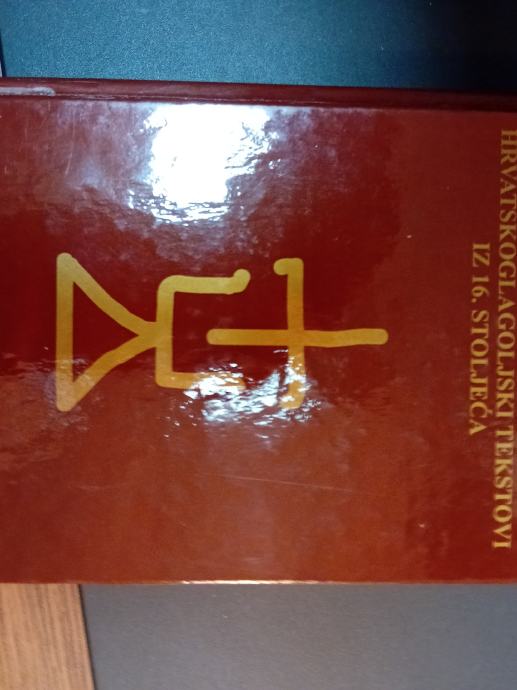 HRVATSKOGLAGOLJSKI TEKSTOVI
IZ 16. STOLJEĆA